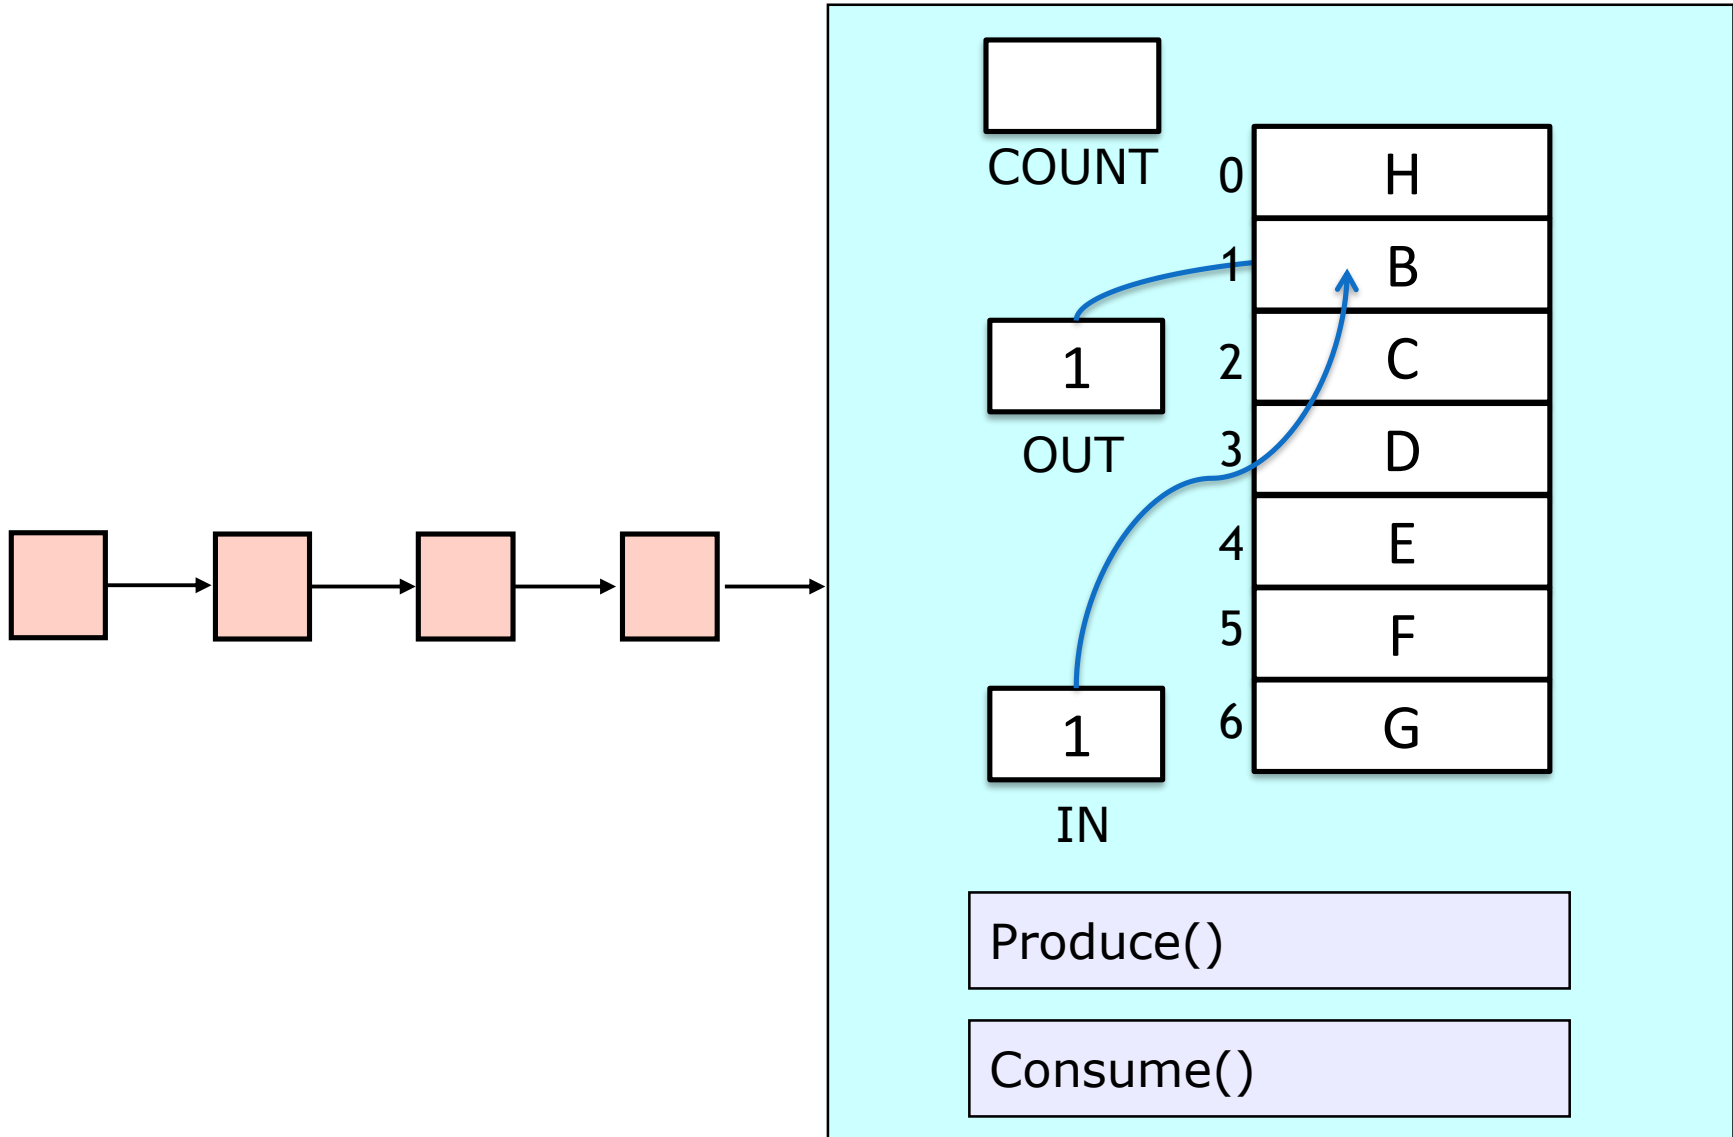 COUNT
0 H
1 B
2 C
3 D
4 E
5 F
6 G
1
OUT
1
IN
Produce()
Consume()